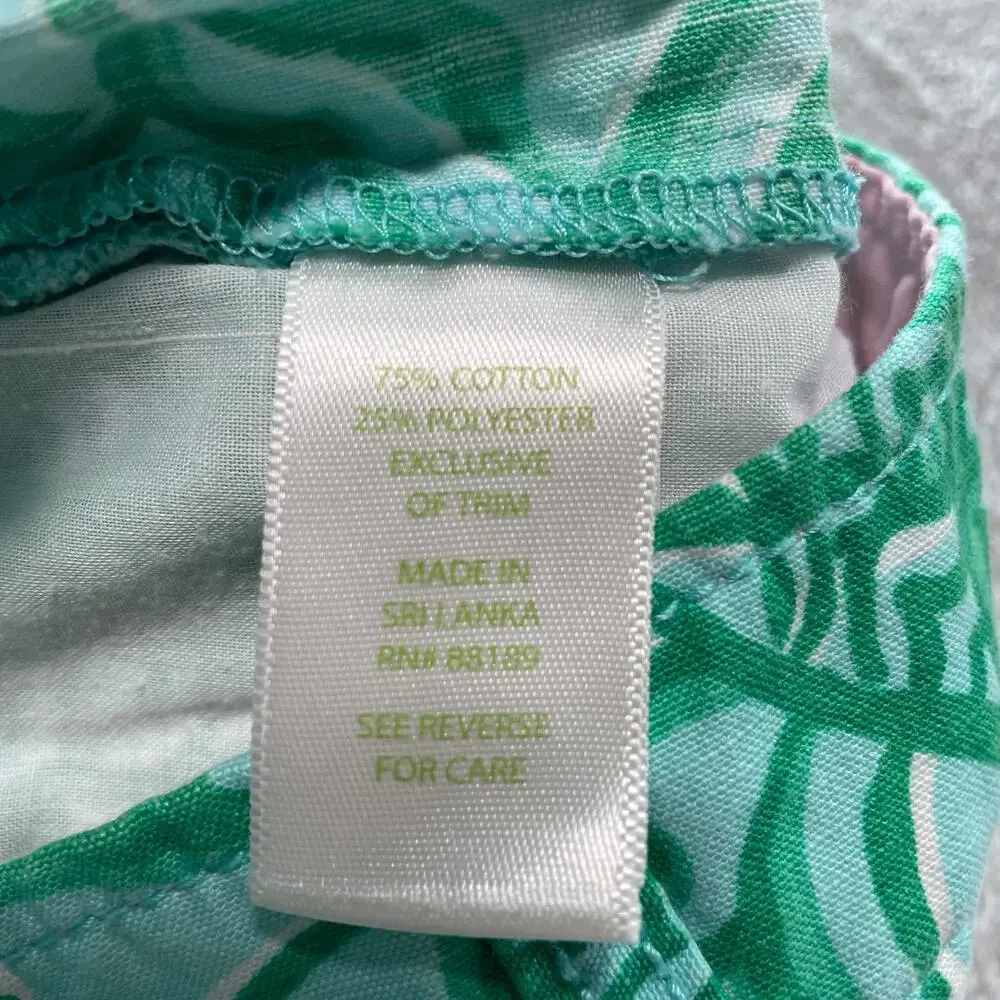 75% COTTON
25% POLYESTER
EXCLUSIVE
OF TRIM
MADE IN
SRI LANKA
RN# 88189
SEE REVERSE
FOR CARE